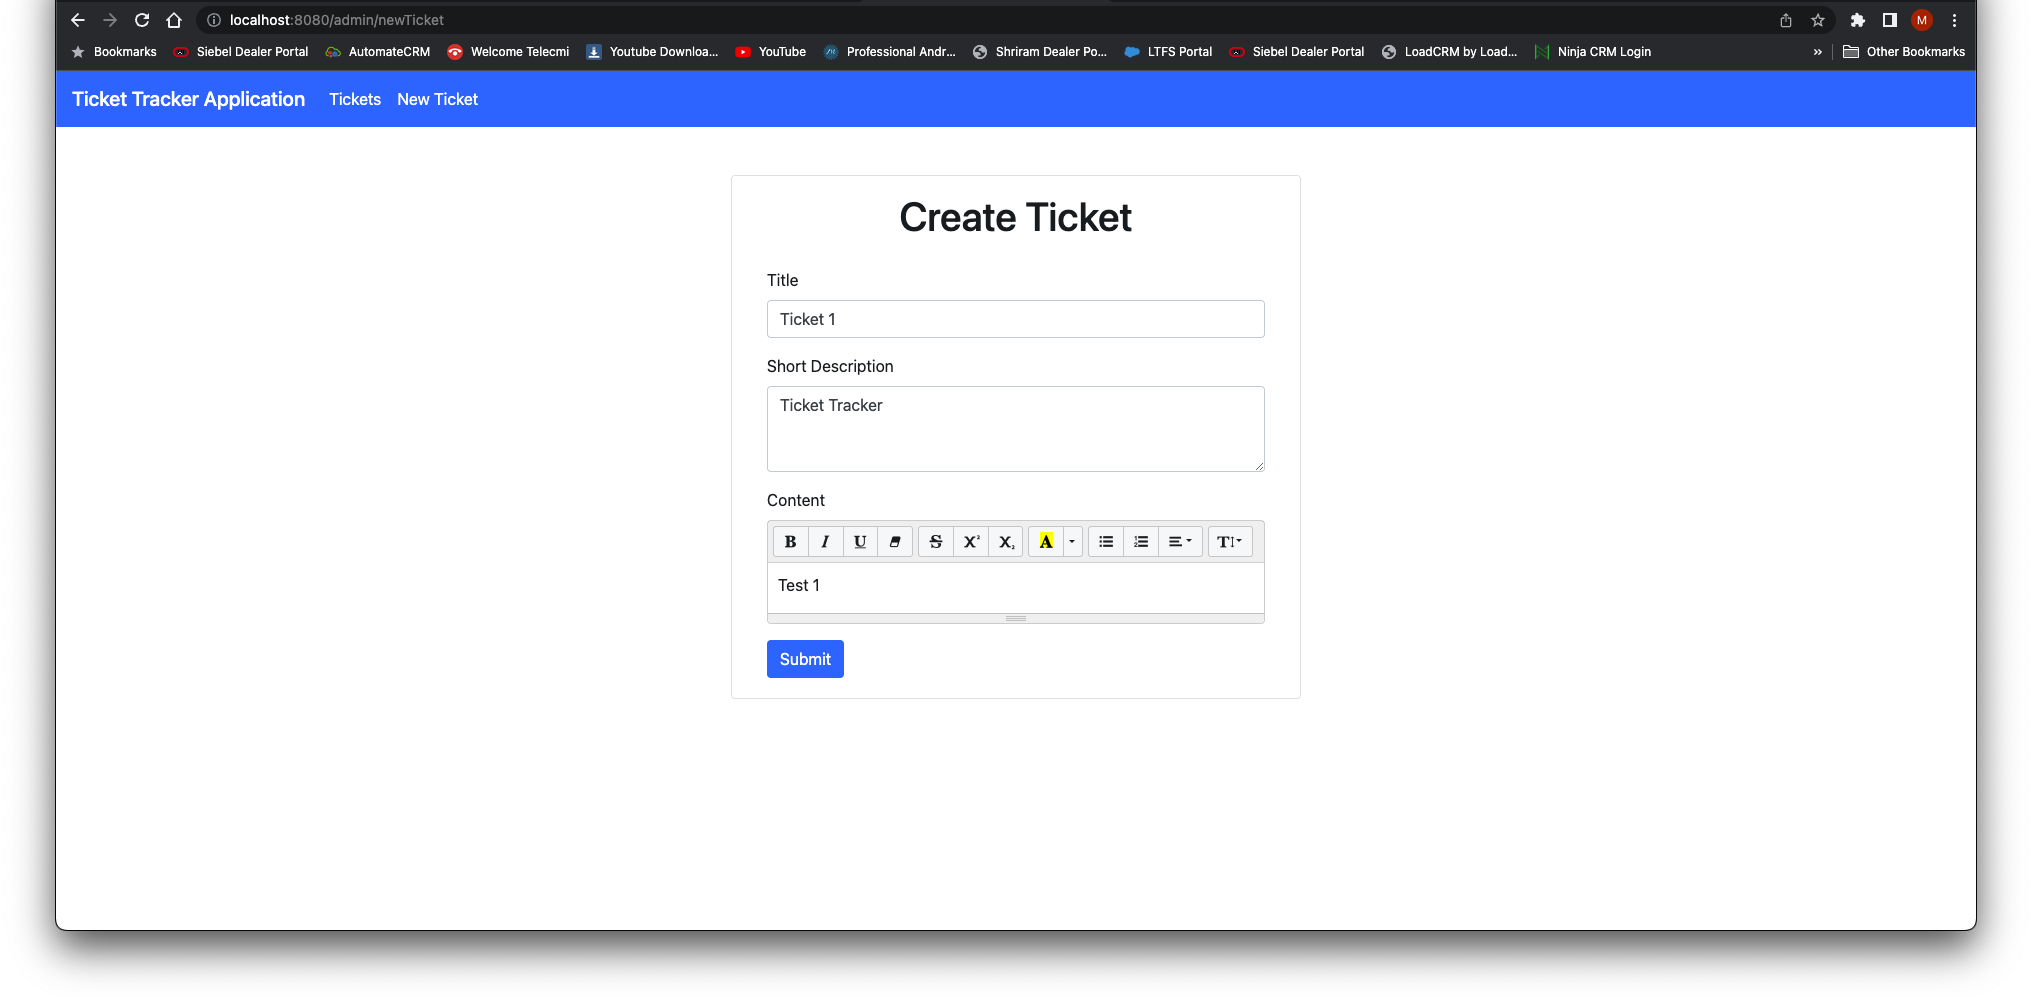 localhost:8080/admin/newTicket
M
Bookmarks Siebel Dealer Portal AutomateCRM Welcome Telecmi Youtube Downloa... YouTube Professional Andr... Shriram Dealer Po... LTFS Portal Siebel Dealer Portal LoadCRM by Load... Ninja CRM Login » Other Bookmarks
Ticket Tracker Application Tickets New Ticket
Create Ticket
Title
Ticket 1
Short Description
Ticket Tracker
Content
B I U S X² X₂ A T
Test 1
Submit